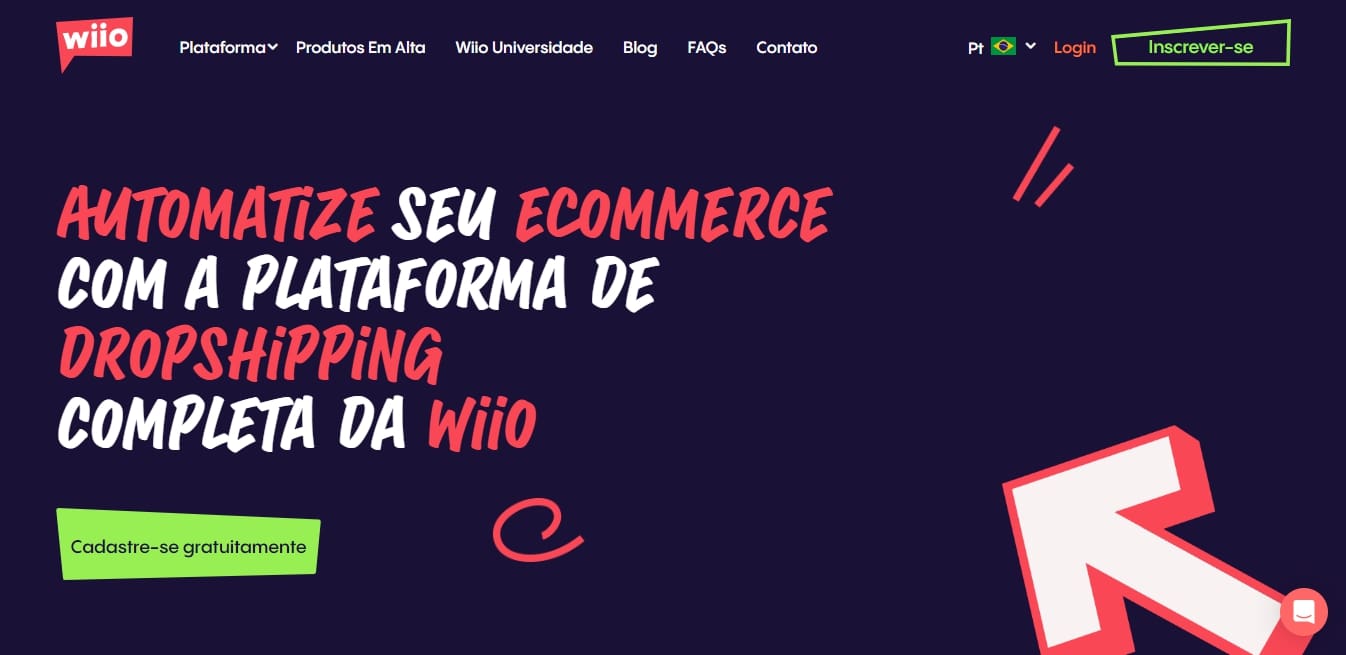 wiio
Plataforma Produtos Em Alta Wiio Universidade Blog FAQs Contato Pt Login Inscrever-se
AUTOMATiZE SEU ECOMMERCE
COM A PLATAFORMA DE
DROPSHiPPiNG
COMPLETA DA WiiO
Cadastre-se gratuitamente